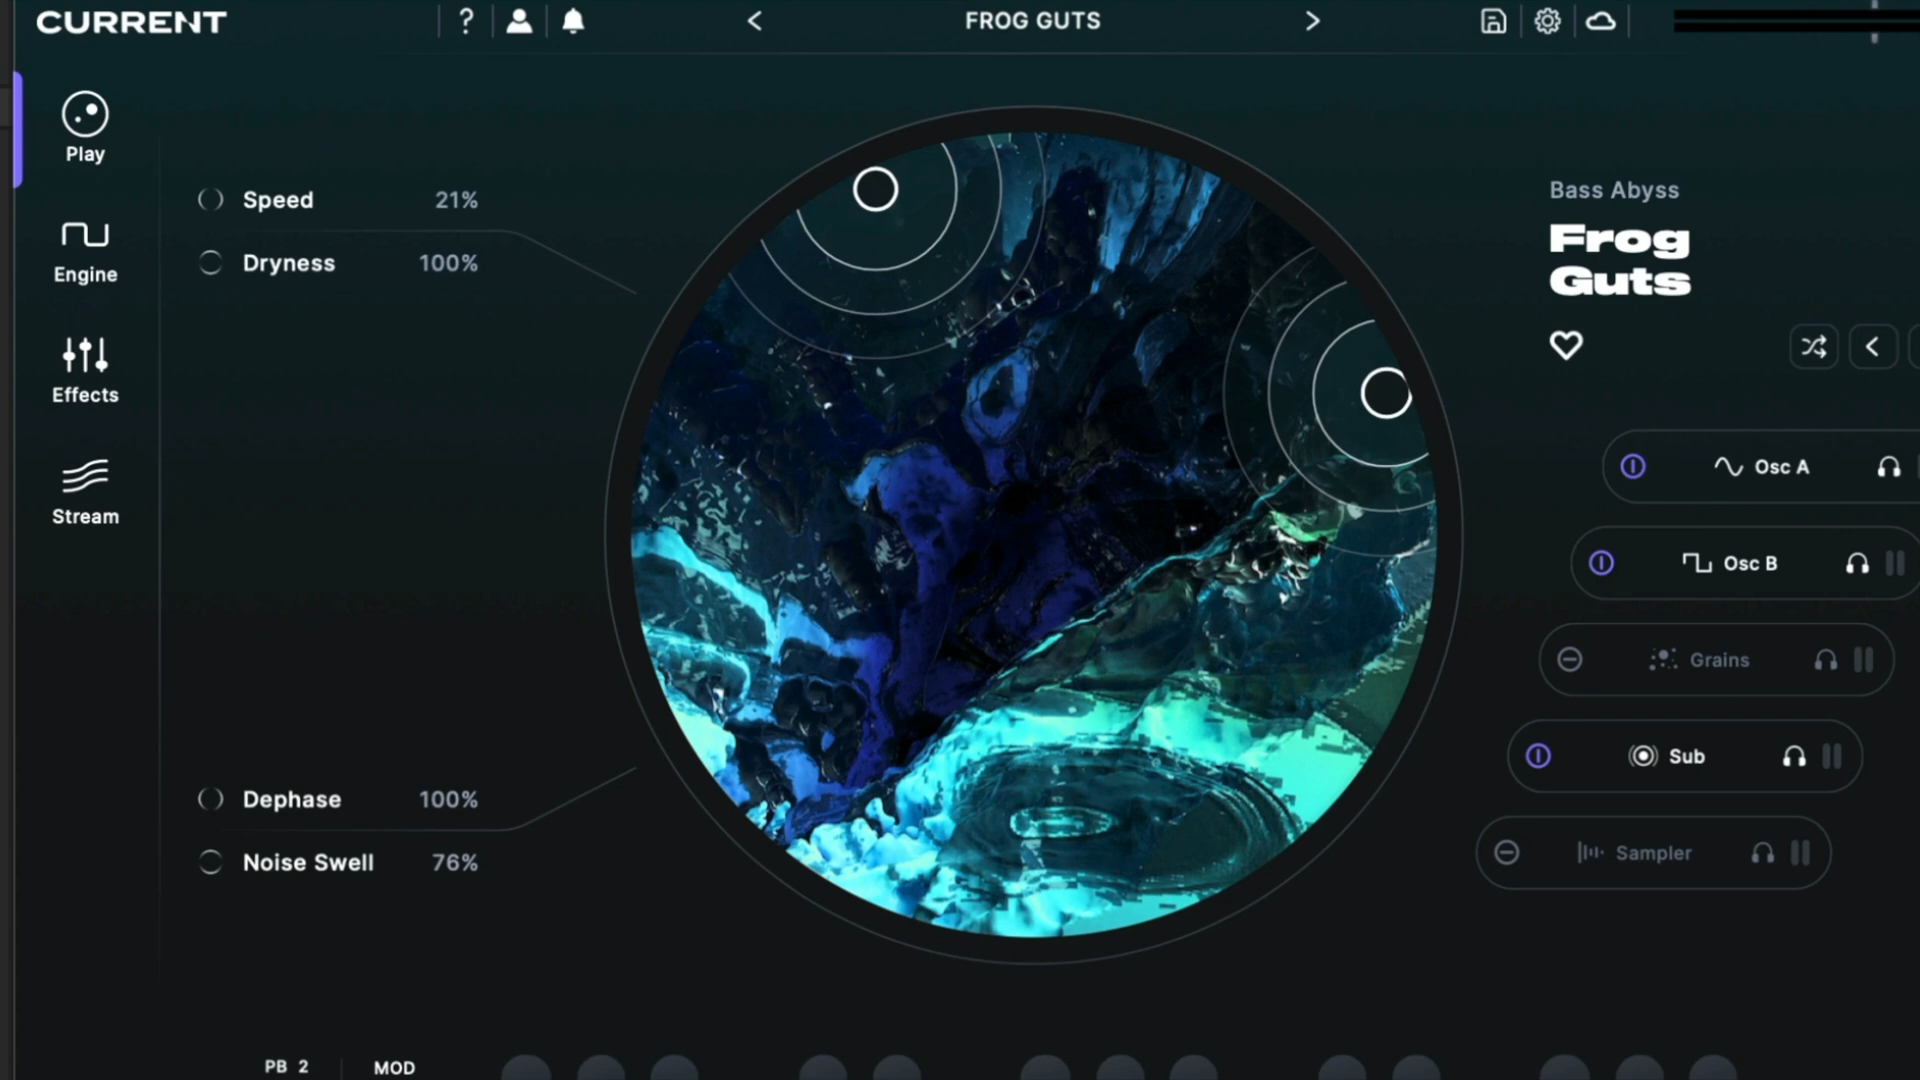 CURRENT
?
FROG GUTS
Play
Engine
Effects
Stream
Speed 21%
Dryness 100%
Dephase 100%
Noise Swell 76%
Bass Abyss
Frog
Guts
Osc A
Osc B
Grains
Sub
Sampler
PB 2
MOD